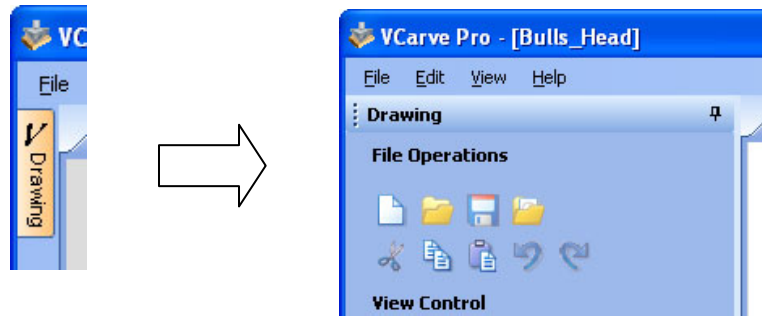 VC
File
V Drawing
VCarve Pro - [Bulls_Head]
File Edit View Help
Drawing
File Operations
View Control